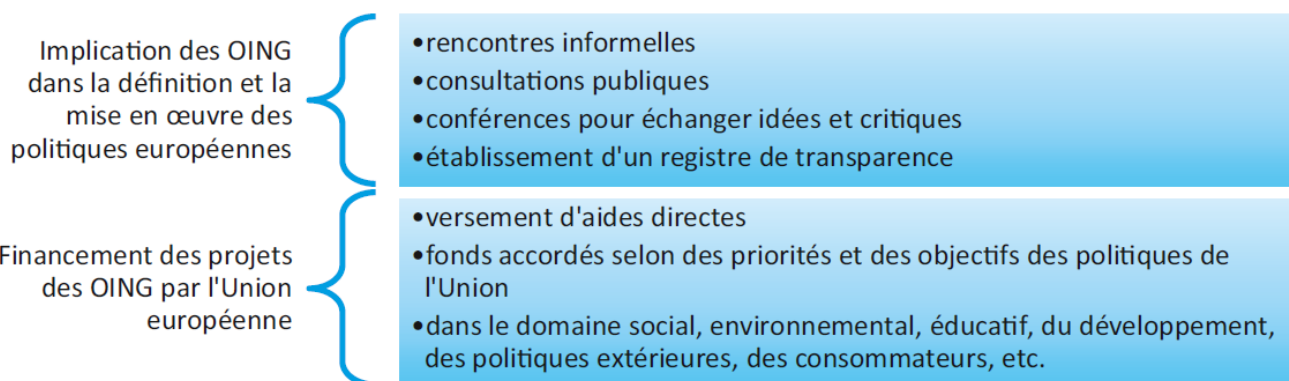 Implication des OING
dans la définition et la
mise en œuvre des
politiques européennes
•rencontres informelles
•consultations publiques
•conférences pour échanger idées et critiques
•établissement d'un registre de transparence
Financement des projets
des OING par l'Union
européenne
•versement d'aides directes
•fonds accordés selon des priorités et des objectifs des politiques de
l'Union
•dans le domaine social, environnemental, éducatif, du développement,
des politiques extérieures, des consommateurs, etc.